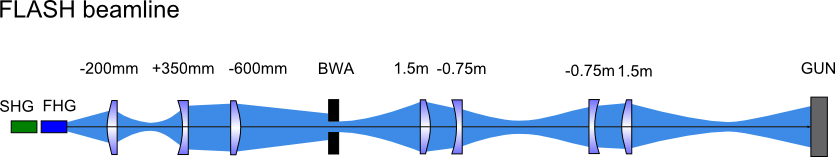 FLASH beamline
-200mm +350mm -600mm BWA 1.5m -0.75m -0.75m 1.5m GUN
SHG FHG